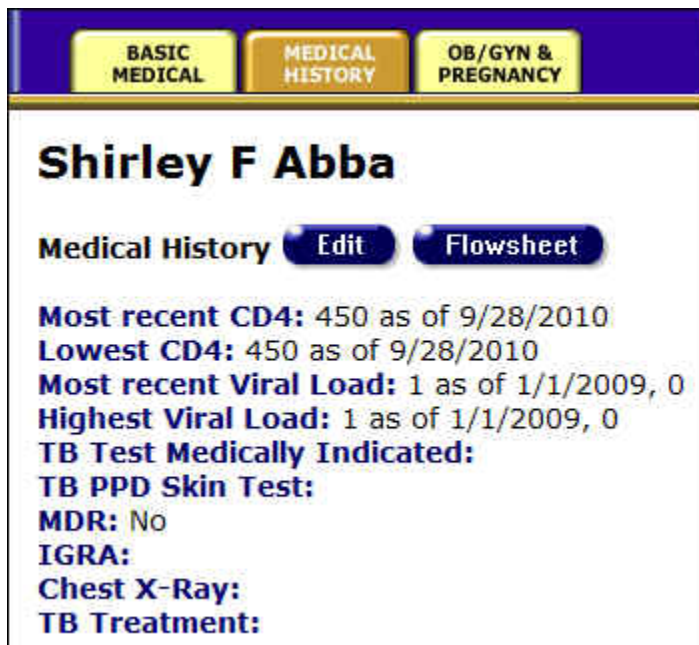 BASIC
MEDICAL
MEDICAL
HISTORY
OB/GYN &
PREGNANCY
Shirley F Abba
Medical History Edit Flowsheet
Most recent CD4: 450 as of 9/28/2010
Lowest CD4: 450 as of 9/28/2010
Most recent Viral Load: 1 as of 1/1/2009, 0
Highest Viral Load: 1 as of 1/1/2009, 0
TB Test Medically Indicated:
TB PPD Skin Test:
MDR: No
IGRA:
Chest X-Ray:
TB Treatment: